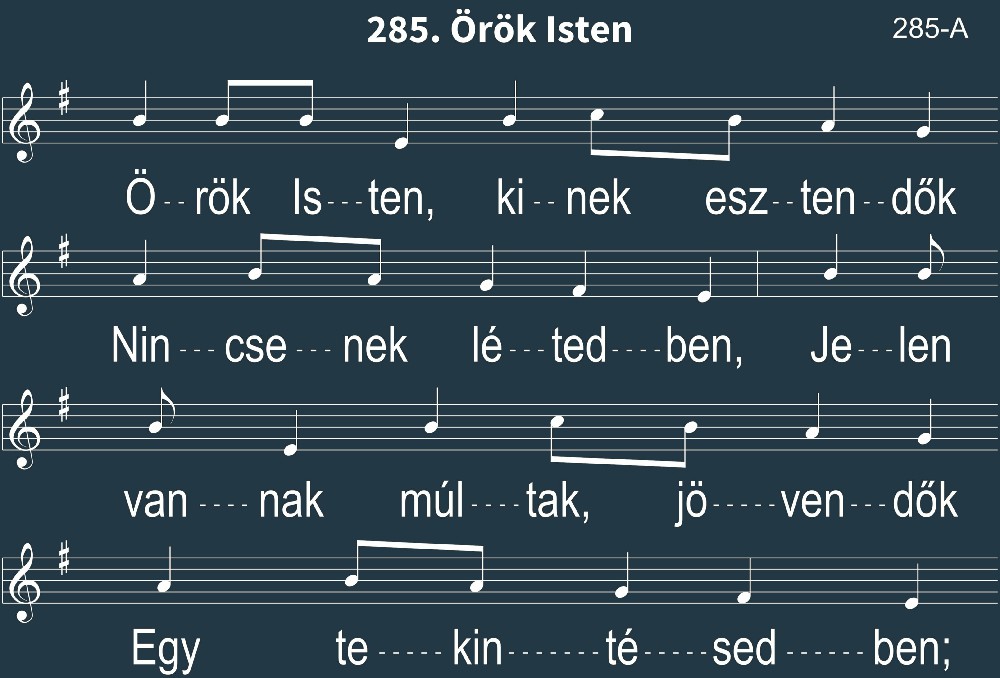 285. Örök Isten
285-A
Ö--rök Is---ten, ki--nek esz--ten--dők
Nin---cse---nek lé---ted----ben, Je---len
van----nak múl----tak, jö-----ven---dők
Egy te-----kin-------té-----sed------ben;